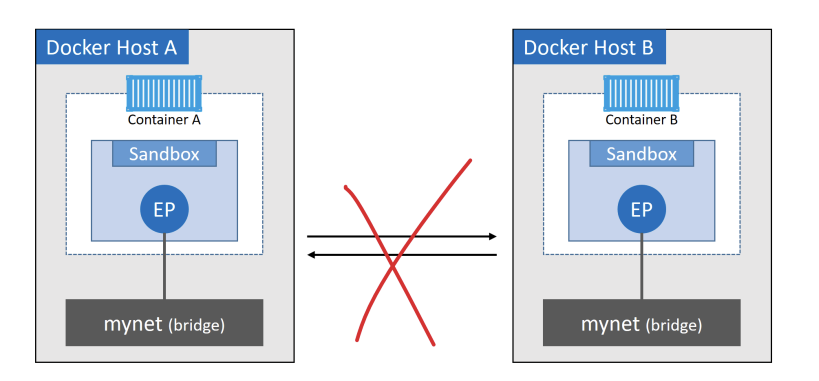 Docker Host A
Container A
Sandbox
EP
mynet (bridge)
Docker Host B
Container B
Sandbox
EP
mynet (bridge)